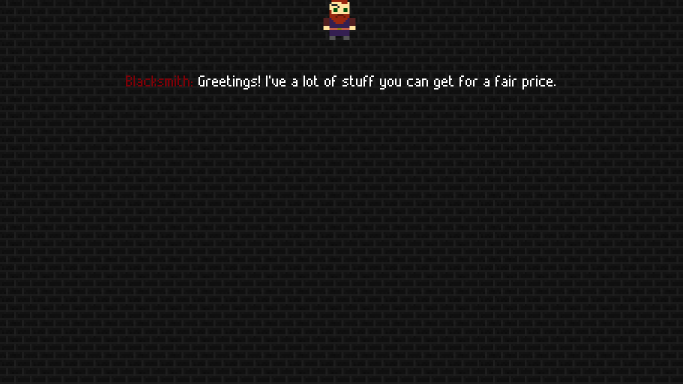 Blacksmith: Greetings! I've a lot of stuff you can get for a fair price.